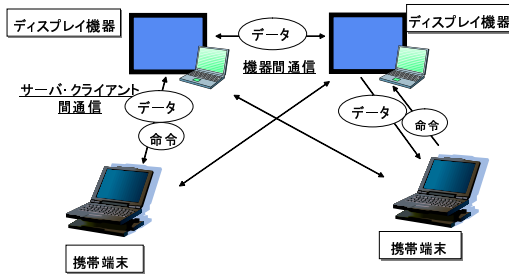 ディスプレイ機器
ディスプレイ機器
データ
機器間通信
サーバ・クライアント
間通信
データ
命令
データ
命令
携帯端末
携帯端末